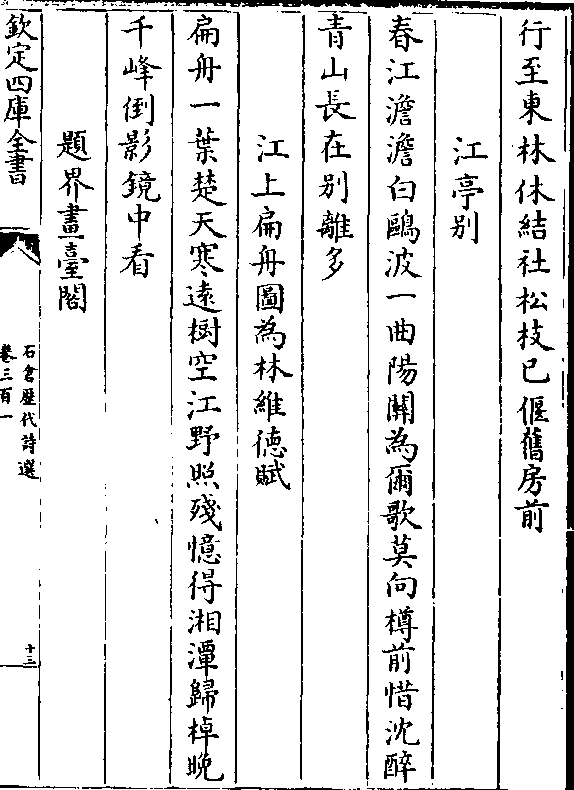 行至東林休結社松枝已偃舊房前
江亭别
春江澹澹白鷗波一曲陽關為爾歌莫向樽前惜沈醉
青山長在别離多
江上扁舟圖為林維德賦
扁舟一葉楚天寒遠樹空江野照殘憶得湘潭歸棹晚
千峰倒影鏡中看
題界畫臺閣
欽定四庫全書
石倉歴代詩選
卷三百一
十三